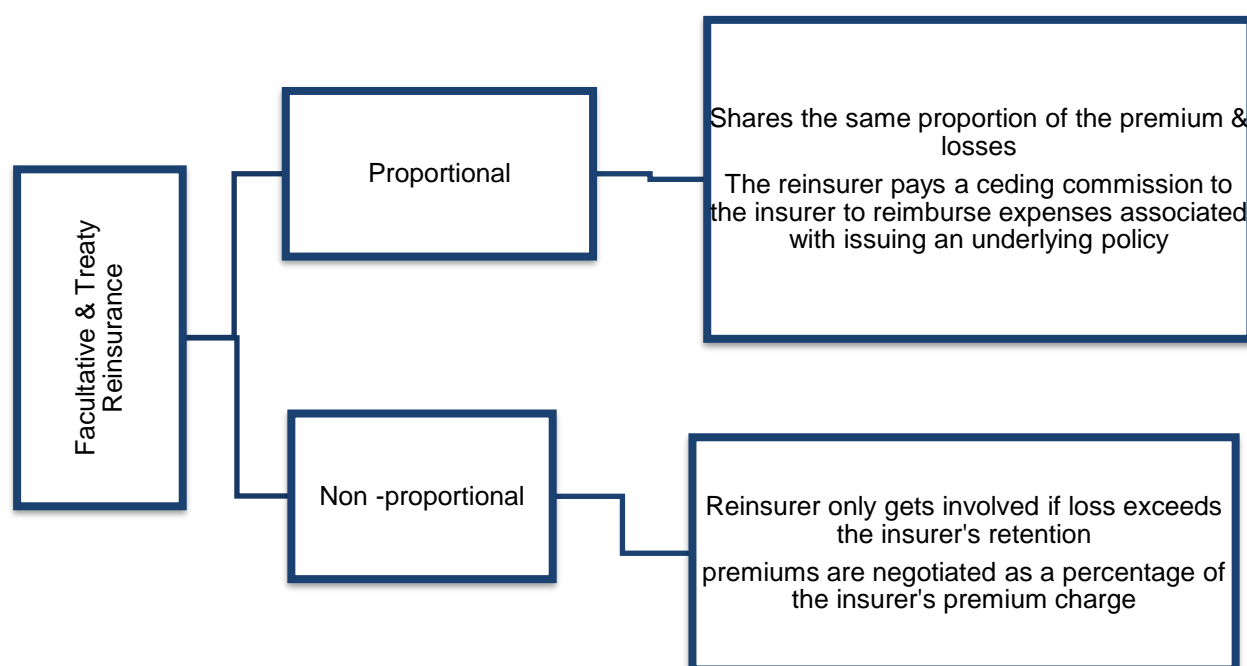 Facultative & Treaty
Reinsurance
Proportional
Shares the same proportion of the premium &
losses
The reinsurer pays a ceding commission to
the insurer to reimburse expenses associated
with issuing an underlying policy
Non -proportional
Reinsurer only gets involved if loss exceeds
the insurer's retention
premiums are negotiated as a percentage of
the insurer's premium charge